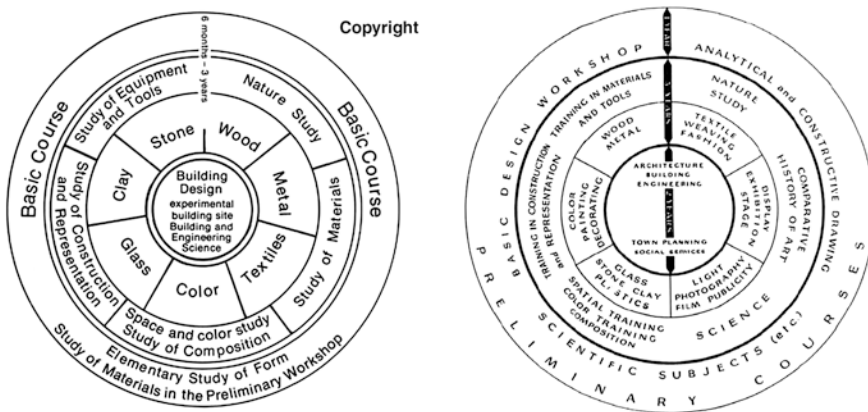 Copyright
6 months – 3 years
Basic Course
Basic Course
Study of Equipment
and Tools
Nature Study
Study of Construction
and Representation
Study of Materials
Space and color study
Study of Composition
Elementary Study of Form
Study of Materials in the Preliminary Workshop
Stone
Wood
Clay
Metal
Glass
Textiles
Color
Building
Design
experimental
building site
Building and
Engineering
Science
1 YEAR
BASIC DESIGN WORKSHOP
ANALYTICAL and CONSTRUCTIVE DRAWING
SCIENTIFIC SUBJECTS (etc.)
PRELIMINARY COURSES
TRAINING IN MATERIALS
AND TOOLS
NATURE
STUDY
TRAINING IN CONSTRUCTION
and REPRESENTATION
COMPARATIVE
HISTORY OF ART
SPATIAL TRAINING
COLOR TRAINING
COMPOSITION
SCIENCE
WOOD
METAL
TEXTILE
WEAVING
FASHION
COLOR
PAINTING
DECORATING
DISPLAY
EXHIBITION
STAGE
GLASS
STONE CLAY
PLASTICS
LIGHT
PHOTOGRAPHY
FILM PUBLICITY
ARCHITECTURE
BUILDING
ENGINEERING
TOWN PLANNING
SOCIAL SERVICES